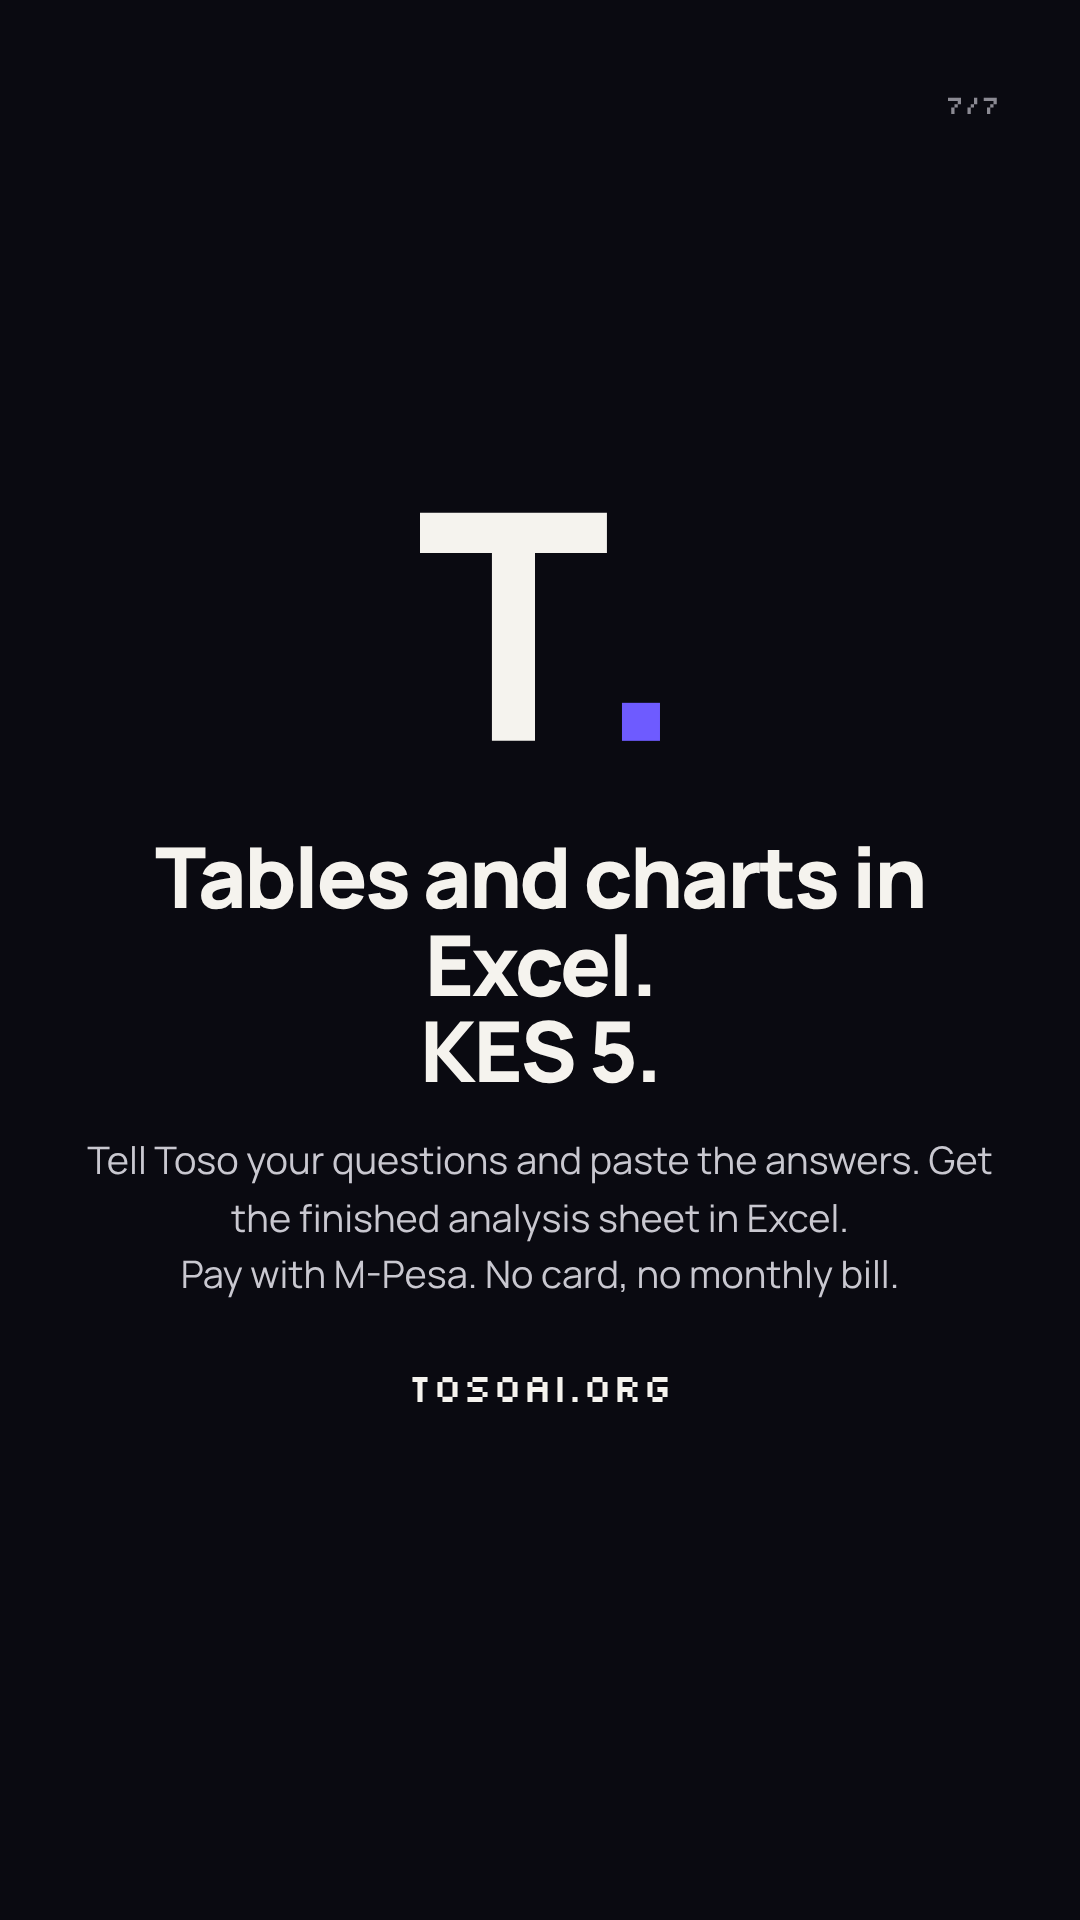 7/7
T.
Tables and charts in
Excel.
KES 5.
Tell Toso your questions and paste the answers. Get
the finished analysis sheet in Excel.
Pay with M-Pesa. No card, no monthly bill.
TOSOAI.ORG